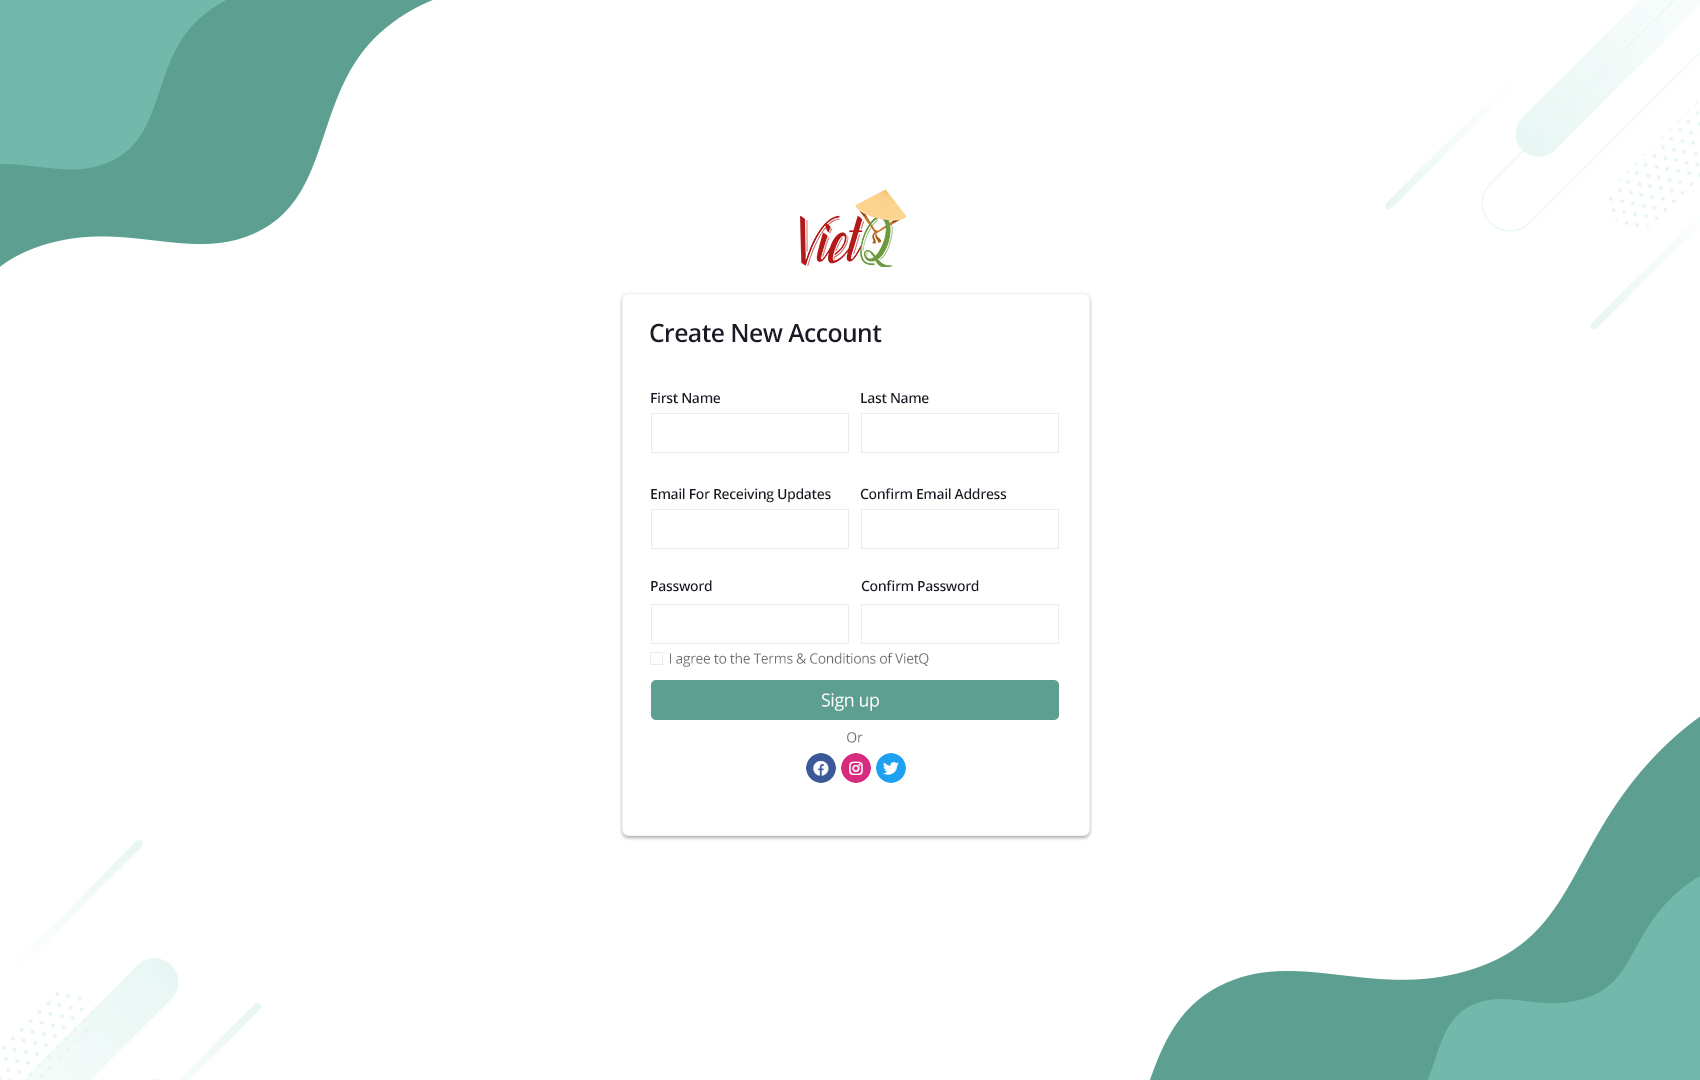 VietQ
Create New Account
First Name
Last Name
Email For Receiving Updates
Confirm Email Address
Password
Confirm Password
I agree to the Terms & Conditions of VietQ
Sign up
Or